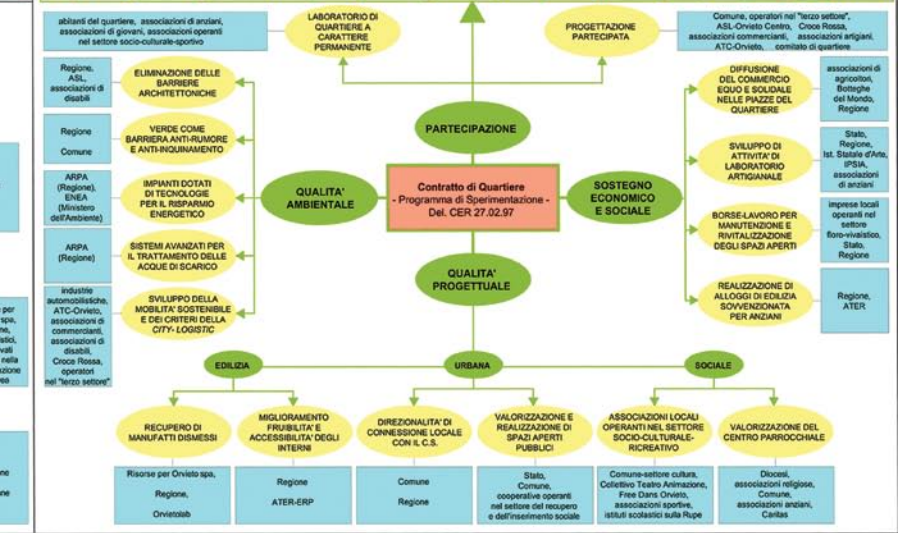 abitanti del quartiere, associazioni di anziani,
associazioni di giovani, associazioni operanti
nel settore socio-culturale-sportivo
LABORATORIO DI
QUARTIERE A
CARATTERE
PERMANENTE
PROGETTAZIONE
PARTECIPATA
Comune, operatori nel "terzo settore",
ASL-Orvieto Centro, Croce Rossa,
associazioni commercianti, associazioni artigiani,
ATC-Orvieto, comitato di quartiere
Regione,
ASL,
associazioni di
disabili
ELIMINAZIONE DELLE
BARRIERE
ARCHITETTONICHE
Regione
Comune
VERDE COME
BARRIERA ANTI-RUMORE
E ANTI-INQUINAMENTO
ARPA
(Regione),
ENEA
(Ministero
dell'Ambiente)
IMPIANTI DOTATI
DI TECNOLOGIE
PER IL RISPARMIO
ENERGETICO
ARPA
(Regione)
SISTEMI AVANZATI PER
IL TRATTAMENTO DELLE
ACQUE DI SCARICO
industrie
automobilistiche,
ATC-Orvieto,
associazioni di
commercianti,
associazioni di
disabili,
Croce Rossa,
operatori
nel "terzo settore"
SVILUPPO DELLA
MOBILITA' SOSTENIBILE
E DEI CRITERI DELLA
CITY- LOGISTIC
QUALITA'
AMBIENTALE
PARTECIPAZIONE
Contratto di Quartiere
- Programma di Sperimentazione -
Del. CER 27.02.97
QUALITA'
PROGETTUALE
SOSTEGNO
ECONOMICO
E SOCIALE
DIFFUSIONE
DEL COMMERCIO
EQUO E SOLIDALE
NELLE PIAZZE DEL
QUARTIERE
associazioni di
agricoltori,
Botteghe
del Mondo,
Regione
SVILUPPO DI
ATTIVITA' DI
LABORATORIO
ARTIGIANALE
Stato,
Regione,
Ist. Statale d'Arte,
IPSIA,
associazioni
di anziani
BORSE-LAVORO PER
MANUTENZIONE E
RIVITALIZZAZIONE
DEGLI SPAZI APERTI
imprese locali
operanti nel
settore
floro-vivaistico,
Stato,
Regione
REALIZZAZIONE DI
ALLOGGI DI EDILIZIA
SOVVENZIONATA
PER ANZIANI
Regione,
ATER
EDILIZIA
URBANA
SOCIALE
RECUPERO DI
MANUFATTI DISMESSI
MIGLIORAMENTO
FRUIBILITA' E
ACCESSIBILITA' DEGLI
INTERNI
DIREZIONALITA' DI
CONNESSIONE LOCALE
CON IL C.S.
VALORIZZAZIONE E
REALIZZAZIONE DI
SPAZI APERTI
PUBBLICI
ASSOCIAZIONI LOCALI
OPERANTI NEL SETTORE
SOCIO-CULTURALE-
RICREATIVO
VALORIZZAZIONE DEL
CENTRO PARROCCHIALE
Risorse per Orvieto spa,
Regione,
Orvietolab
Regione
ATER-ERP
Comune
Regione
Stato,
Comune,
cooperative operanti
nel settore del recupero
e dell'inserimento sociale
Comune-settore cultura,
Collettivo Teatro Animazione,
Free Dans Orvieto,
associazioni sportive,
istituti scolastici sulla Rupe
Diocesi,
associazioni religiose,
Comune,
associazioni anziani,
Caritas
per
spa,
nella